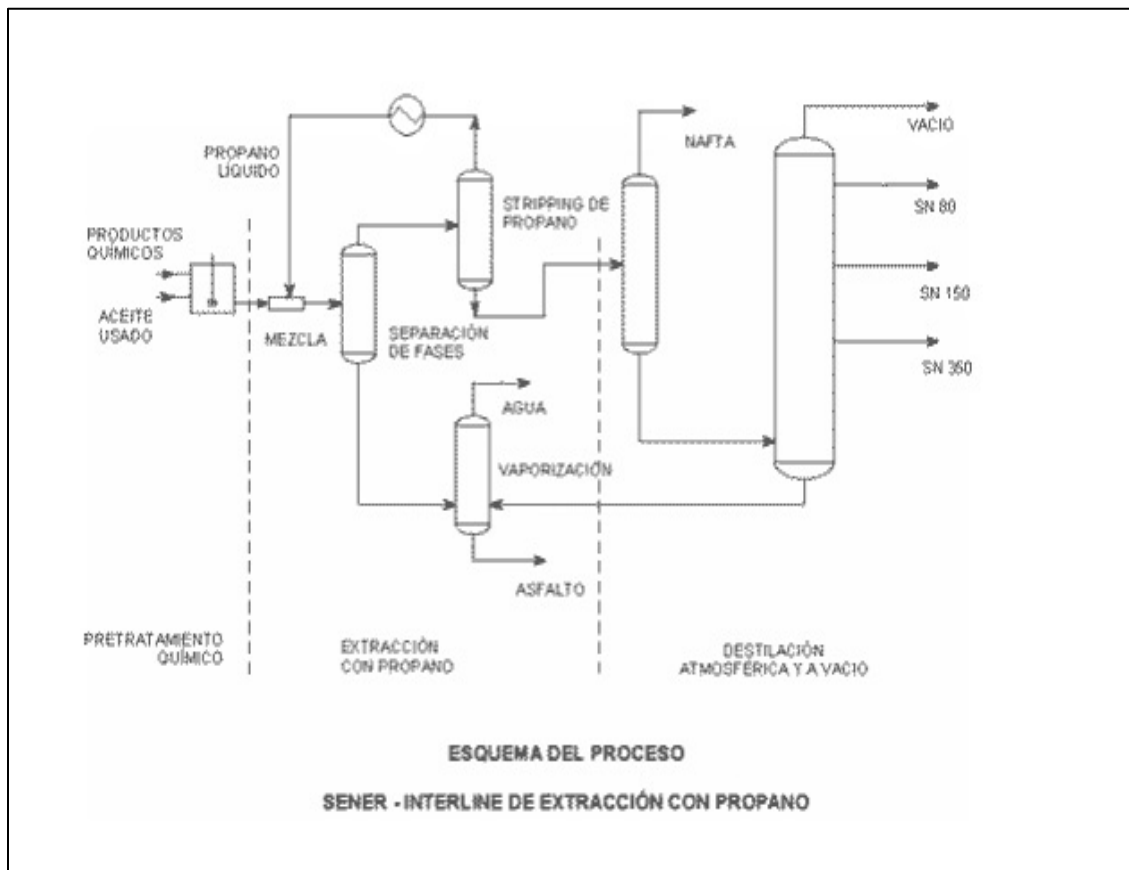 PROPANO
LÍQUIDO
NAFTA
VACIO
STRIPPING DE
PROPANO
SN 80
PRODUCTOS
QUÍMICOS
SN 150
ACEITE
USADO
MEZCLA
SEPARACIÓN
DE FASES
SN 350
AGUA
VAPORIZACIÓN
ASFALTO
PRETRATAMIENTO
QUÍMICO
EXTRACCIÓN
CON PROPANO
DESTILACIÓN
ATMOSFÉRICA Y A VACIO
ESQUEMA DEL PROCESO
SENER - INTERLINE DE EXTRACCIÓN CON PROPANO